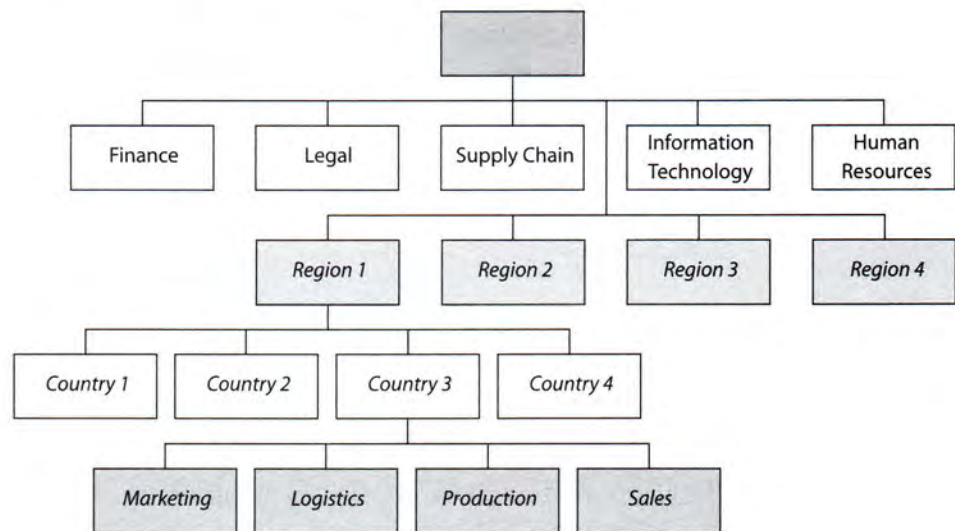 Finance
Legal
Supply Chain
Information
Technology
Human
Resources
Region 1
Region 2
Region 3
Region 4
Country 1
Country 2
Country 3
Country 4
Marketing
Logistics
Production
Sales